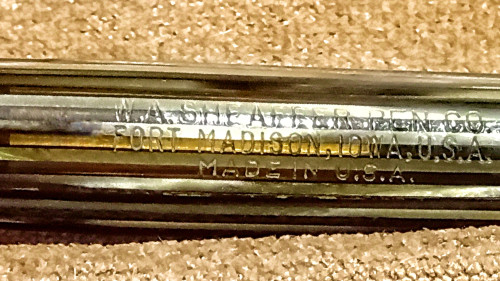 W.A.SHEAFFER PEN CO.
FORT MADISON, IOWA, U.S.A.
MADE IN U.S.A.